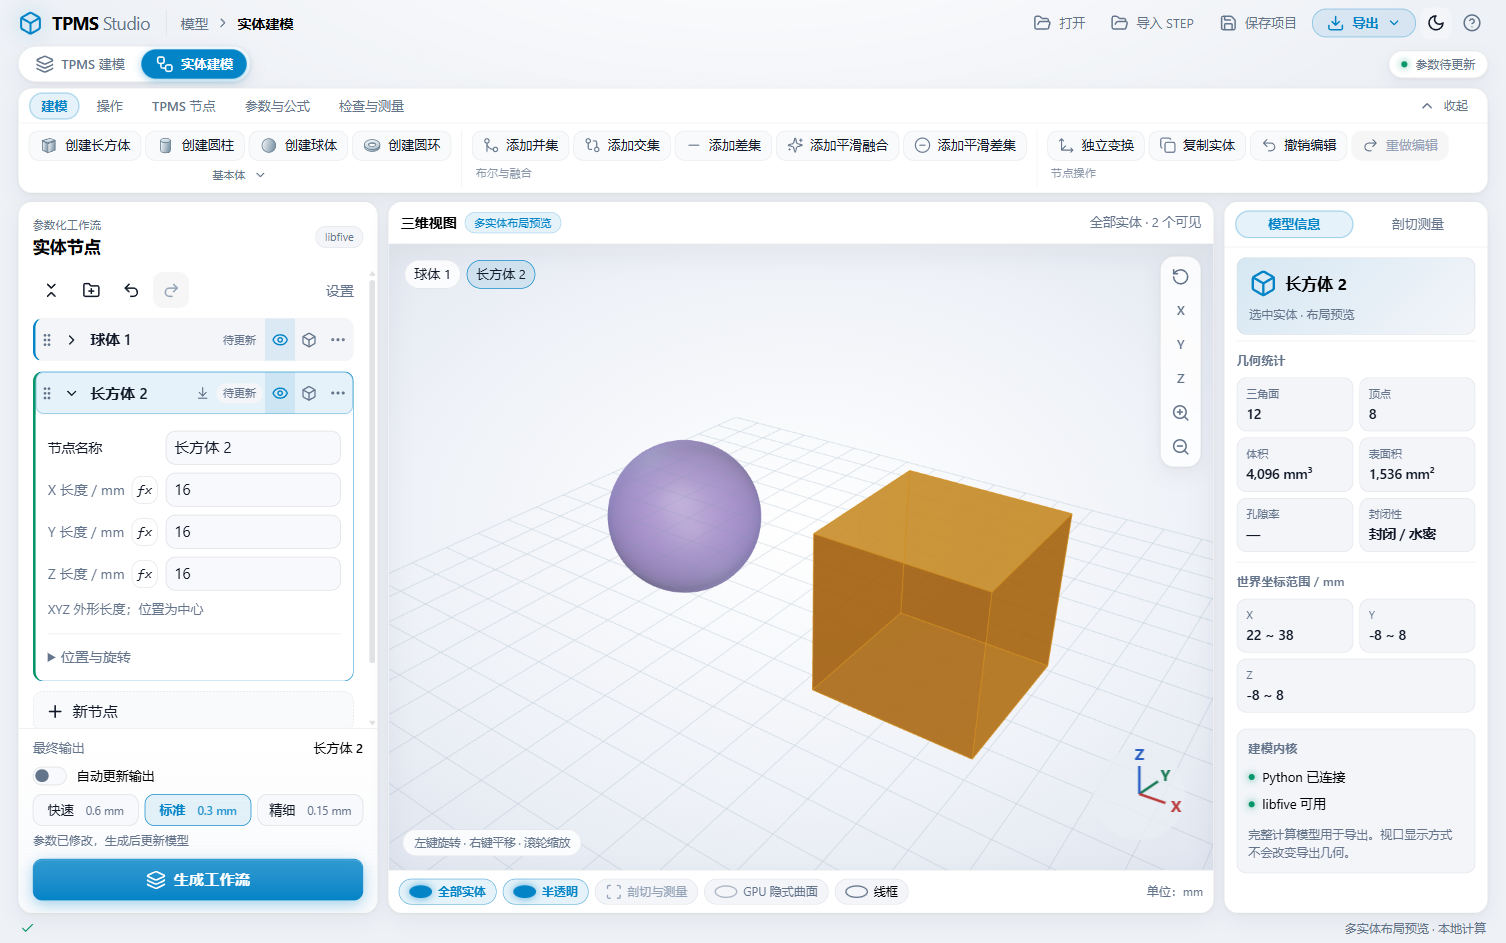 TPMS Studio 模型 > 实体建模 打开 导入 STEP 保存项目 导出
TPMS 建模 实体建模 参数待更新
建模 操作 TPMS 节点 参数与公式 检查与测量 收起
创建长方体 创建圆柱 创建球体 创建圆环 添加并集 添加交集 添加差集 添加平滑融合 添加平滑差集 独立变换 复制实体 撤销编辑 重做编辑
基本体 布尔与融合 节点操作
参数化工作流
实体节点
libfive
设置
球体 1 待更新
长方体 2 待更新
节点名称 长方体 2
X 长度 / mm fx 16
Y 长度 / mm fx 16
Z 长度 / mm fx 16
XYZ 外形长度；位置为中心
位置与旋转
新节点
最终输出 长方体 2
自动更新输出
快速 0.6 mm 标准 0.3 mm 精细 0.15 mm
参数已修改，生成后更新模型
生成工作流
三维视图 多实体布局预览 全部实体 · 2 个可见
球体 1 长方体 2
X
Y
Z
Z
Y
X
左键旋转 · 右键平移 · 滚轮缩放
全部实体 半透明 剖切与测量 GPU 隐式曲面 线框 单位：mm
模型信息 剖切测量
长方体 2
选中实体 · 布局预览
几何统计
三角面 顶点
12 8
体积 表面积
4,096 mm³ 1,536 mm²
孔隙率 封闭性
— 封闭 / 水密
世界坐标范围 / mm
X Y
22 ~ 38 -8 ~ 8
Z
-8 ~ 8
建模内核
Python 已连接
libfive 可用
完整计算模型用于导出。视口显示方式
不会改变导出几何。
多实体布局预览 · 本地计算